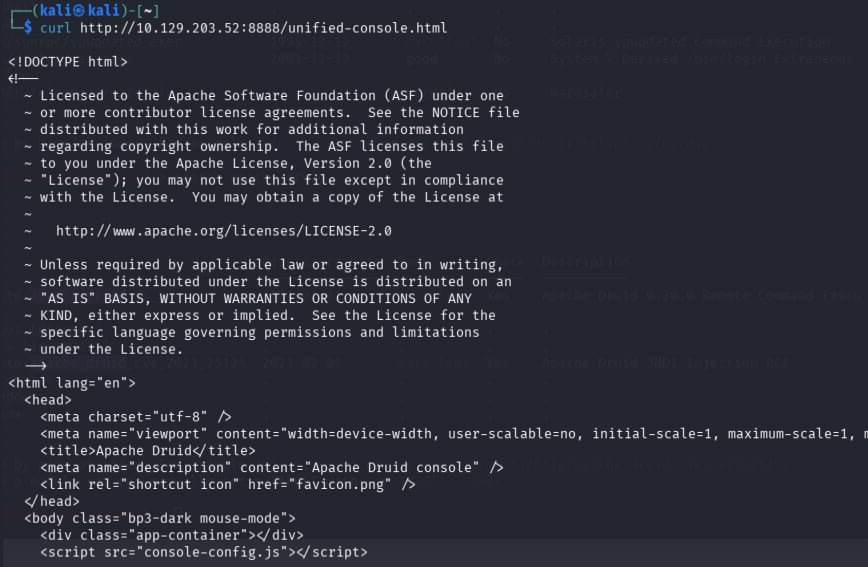 ┌──(kali㉿kali)-[~]
└─$ curl http://10.129.203.52:8888/unified-console.html
<!DOCTYPE html>
<!--
~ Licensed to the Apache Software Foundation (ASF) under one
~ or more contributor license agreements.  See the NOTICE file
~ distributed with this work for additional information
~ regarding copyright ownership.  The ASF licenses this file
~ to you under the Apache License, Version 2.0 (the
~ "License"); you may not use this file except in compliance
~ with the License.  You may obtain a copy of the License at
~
~   http://www.apache.org/licenses/LICENSE-2.0
~
~ Unless required by applicable law or agreed to in writing,
~ software distributed under the License is distributed on an
~ "AS IS" BASIS, WITHOUT WARRANTIES OR CONDITIONS OF ANY
~ KIND, either express or implied.  See the License for the
~ specific language governing permissions and limitations
~ under the License.
-->
<html lang="en">
<head>
<meta charset="utf-8" />
<meta name="viewport" content="width=device-width, user-scalable=no, initial-scale=1, maximum-scale=1,
<title>Apache Druid</title>
<meta name="description" content="Apache Druid console" />
<link rel="shortcut icon" href="favicon.png" />
</head>
<body class="bp3-dark mouse-mode">
<div class="app-container"></div>
<script src="console-config.js"></script>